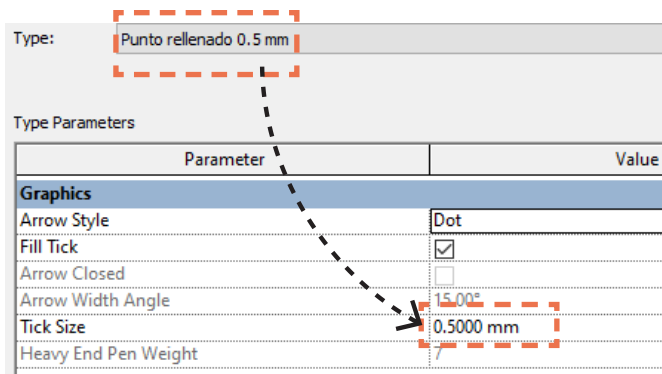 Type: Punto rellenado 0.5 mm
Type Parameters
Parameter Value
Graphics
Arrow Style Dot
Fill Tick
Arrow Closed
Arrow Width Angle 15.00°
Tick Size 0.5000 mm
Heavy End Pen Weight 7